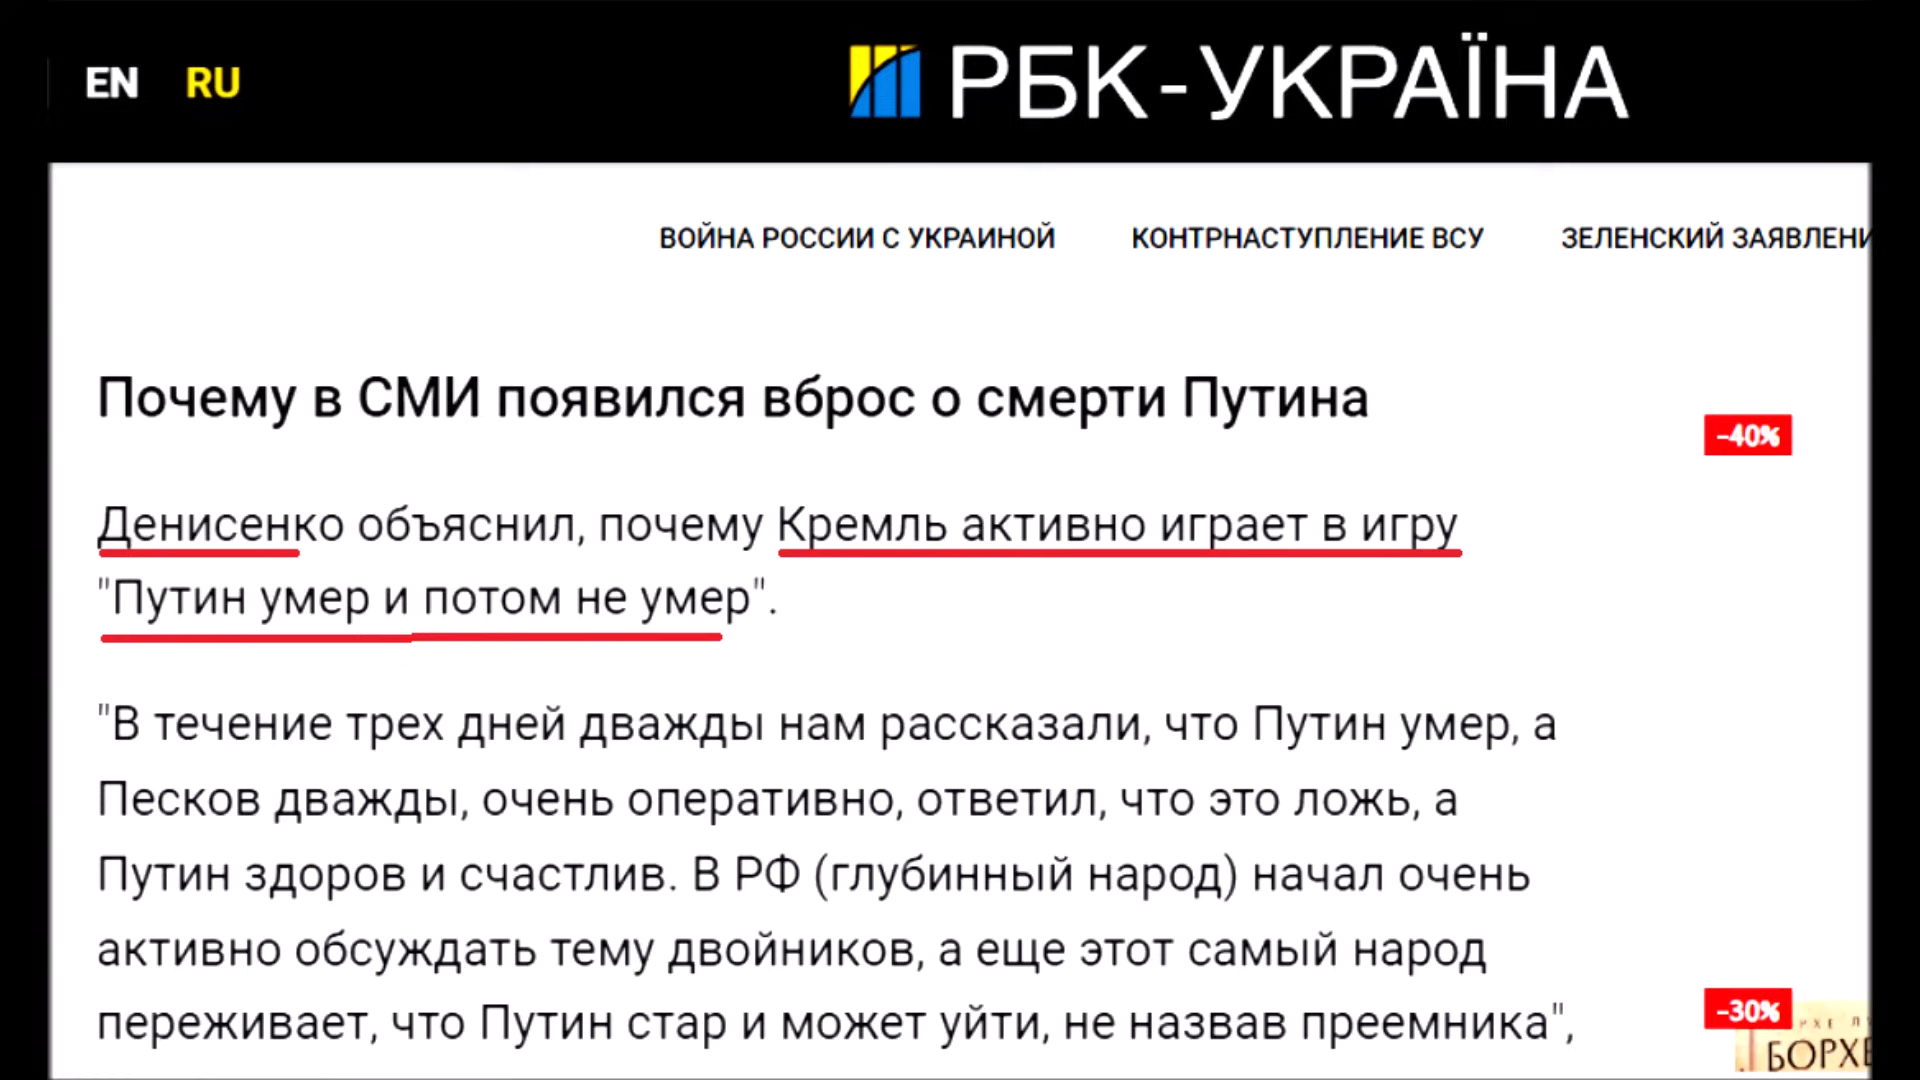 EN RU
РБК-УКРАЇНА
ВОЙНА РОССИИ С УКРАИНОЙ КОНТРНАСТУПЛЕНИЕ ВСУ ЗЕЛЕНСКИЙ ЗАЯВЛЕНИ
Почему в СМИ появился вброс о смерти Путина
-40%
Денисенко объяснил, почему Кремль активно играет в игру
"Путин умер и потом не умер".
"В течение трех дней дважды нам рассказали, что Путин умер, а
Песков дважды, очень оперативно, ответил, что это ложь, а
Путин здоров и счастлив. В РФ (глубинный народ) начал очень
активно обсуждать тему двойников, а еще этот самый народ
переживает, что Путин стар и может уйти, не назвав преемника",
-30%
БОРХЕ